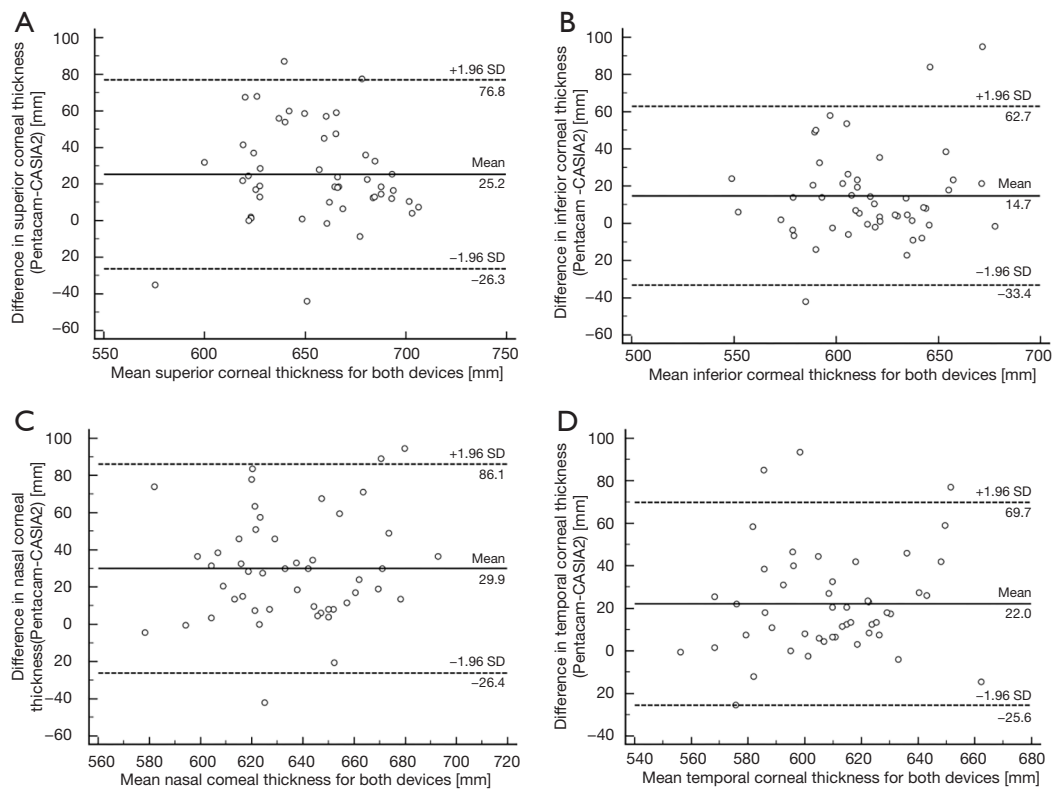 A
Difference in superior corneal thickness
(Pentacam-CASIA2) [mm]
100
80
60
40
20
0
20
−40
−60
+1.96 SD
76.8
Mean
25.2
−1.96 SD
−26.3
550
600
650
700
750
Mean superior corneal thickness for both devices [mm]
B
Difference in inferior corneal thickness
(Pentacam-CASIA2) [mm]
100
80
60
40
20
0
20
−40
−60
+1.96 SD
62.7
Mean
14.7
−1.96 SD
−33.4
500
550
600
650
700
Mean inferior cormeal thickness for both devices [mm]
C
Difference in nasal corneal
thickness(Pentacam-CASIA2) [mm]
100
80
60
40
20
0
−20
−40
−60
+1.96 SD
86.1
Mean
29.9
−1.96 SD
−26.4
560
580
600
620
640
660
680
700
720
Mean nasal comeal thickness for both devices [mm]
D
Difference in temporal corneal thickness
(Pentacam-CASIA2) [mm]
100
80
60
40
20
0
20
−40
+1.96 SD
69.7
Mean
22.0
−1.96 SD
−25.6
540
560
580
600
620
640
660
680
Mean temporal corneal thickness for both devices [mm]